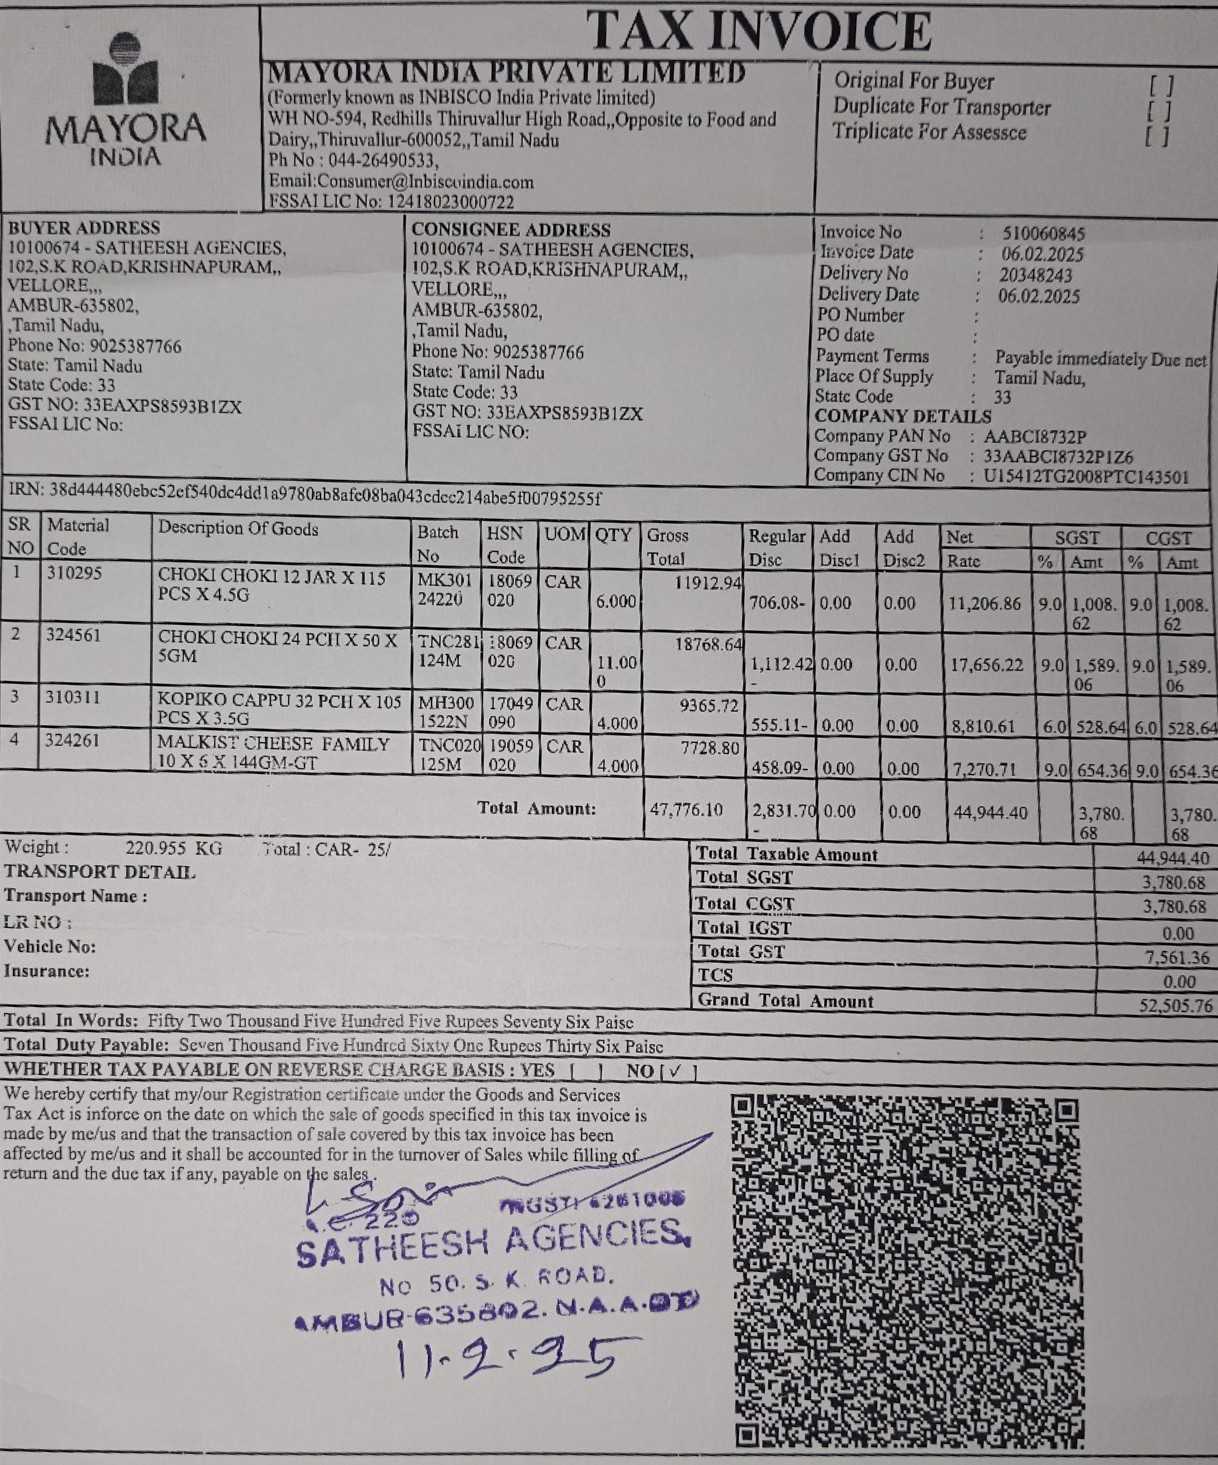 TAX INVOICE
MAYORA
INDIA
MAYORA INDIA PRIVATE LIMITED
(Formerly known as INBISCO India Private limited)
WH NO-594, Redhills Thiruvallur High Road,,Opposite to Food and
Dairy,,Thiruvallur-600052,,Tamil Nadu
Ph No : 044-26490533,
Email:Consumer@Inbiscoindia.com
FSSAI LIC No: 12418023000722
Original For Buyer [ ]
Duplicate For Transporter [ ]
Triplicate For Assessce [ ]
BUYER ADDRESS
10100674 - SATHEESH AGENCIES,
102,S.K ROAD,KRISHNAPURAM,,
VELLORE,,,
AMBUR-635802,
,Tamil Nadu,
Phone No: 9025387766
State: Tamil Nadu
State Code: 33
GST NO: 33EAXPS8593B1ZX
FSSAI LIC No:
CONSIGNEE ADDRESS
10100674 - SATHEESH AGENCIES,
102,S.K ROAD,KRISHNAPURAM,,
VELLORE,,,
AMBUR-635802,
,Tamil Nadu,
Phone No: 9025387766
State: Tamil Nadu
State Code: 33
GST NO: 33EAXPS8593B1ZX
FSSAI LIC NO:
Invoice No : 510060845
Invoice Date : 06.02.2025
Delivery No : 20348243
Delivery Date : 06.02.2025
PO Number :
PO date :
Payment Terms : Payable immediately Due net
Place Of Supply : Tamil Nadu,
State Code : 33
COMPANY DETAILS
Company PAN No : AABCI8732P
Company GST No : 33AABCI8732P1Z6
Company CIN No : U15412TG2008PTC143501
IRN: 38d444480ebc52cf540dc4dd1a9780ab8afc08ba043cdcc214abe5f00795255f
SR Material Description Of Goods Batch HSN UOM QTY Gross Regular Add Add Net SGST CGST
NO Code No Code Total Disc Disc1 Disc2 Rate % Amt % Amt
1 310295 CHOKI CHOKI 12 JAR X 115 MK301 18069 CAR 11912.94
PCS X 4.5G 24220 020 6.000 706.08- 0.00 0.00 11,206.86 9.0 1,008. 9.0 1,008.
62 62
2 324561 CHOKI CHOKI 24 PCH X 50 X TNC281 18069 CAR 18768.64
5GM 124M 020 11.00 1,112.42 0.00 0.00 17,656.22 9.0 1,589. 9.0 1,589.
0 - 06 06
3 310311 KOPIKO CAPPU 32 PCH X 105 MH300 17049 CAR 9365.72
PCS X 3.5G 1522N 090 4.000 555.11- 0.00 0.00 8,810.61 6.0 528.64 6.0 528.64
4 324261 MALKIST CHEESE FAMILY TNC020 19059 CAR 7728.80
10 X 6 X 144GM-GT 125M 020 4.000 458.09- 0.00 0.00 7,270.71 9.0 654.36 9.0 654.36
Total Amount: 47,776.10 2,831.70 0.00 0.00 44,944.40 3,780. 3,780.
- 68 68
Weight : 220.955 KG Total : CAR- 25/
TRANSPORT DETAIL
Transport Name :
LR NO :
Vehicle No:
Insurance:
Total Taxable Amount 44,944.40
Total SGST 3,780.68
Total CGST 3,780.68
Total IGST 0.00
Total GST 7,561.36
TCS 0.00
Grand Total Amount 52,505.76
Total In Words: Fifty Two Thousand Five Hundred Five Rupees Seventy Six Paise
Total Duty Payable: Seven Thousand Five Hundred Sixty One Rupees Thirty Six Paise
WHETHER TAX PAYABLE ON REVERSE CHARGE BASIS : YES [ ] NO [✓ ]
We hereby certify that my/our Registration certificate under the Goods and Services
Tax Act is inforce on the date on which the sale of goods specified in this tax invoice is
made by me/us and that the transaction of sale covered by this tax invoice has been
affected by me/us and it shall be accounted for in the turnover of Sales while filling of
return and the due tax if any, payable on the sales.
SATHEESH AGENCIES,
No 50. S. K. ROAD.
AMBUR-635802. N.A.A.DT
11.2.25